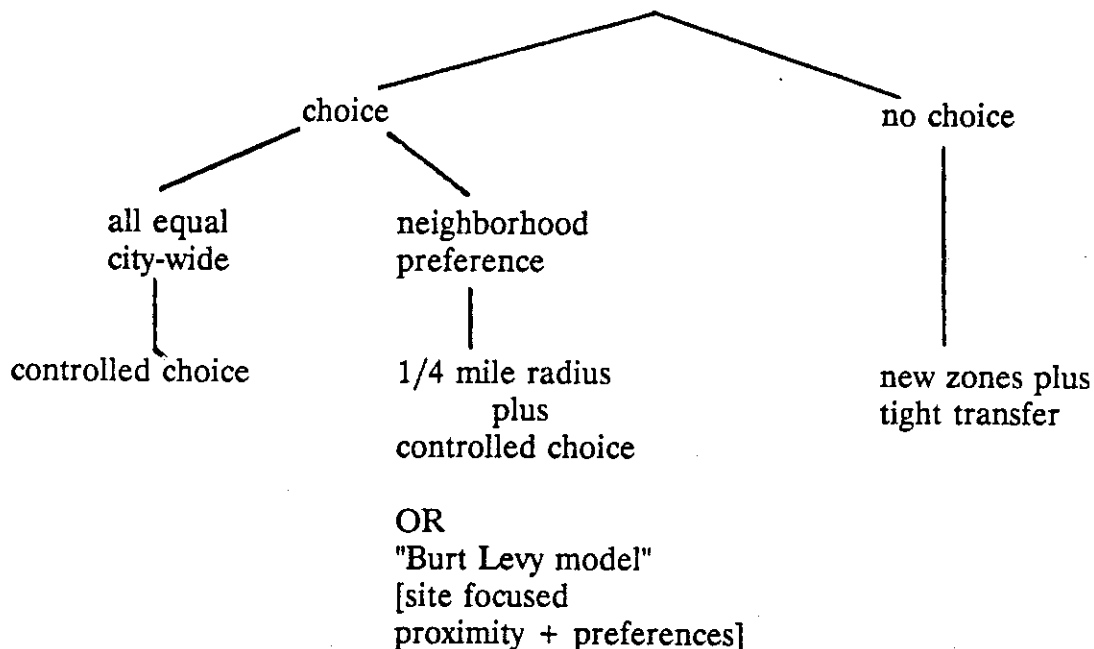 choice
no choice
all equal
city-wide
neighborhood
preference
controlled choice
1/4 mile radius
plus
controlled choice
new zones plus
tight transfer
OR
"Burt Levy model"
[site focused
proximity + preferences]